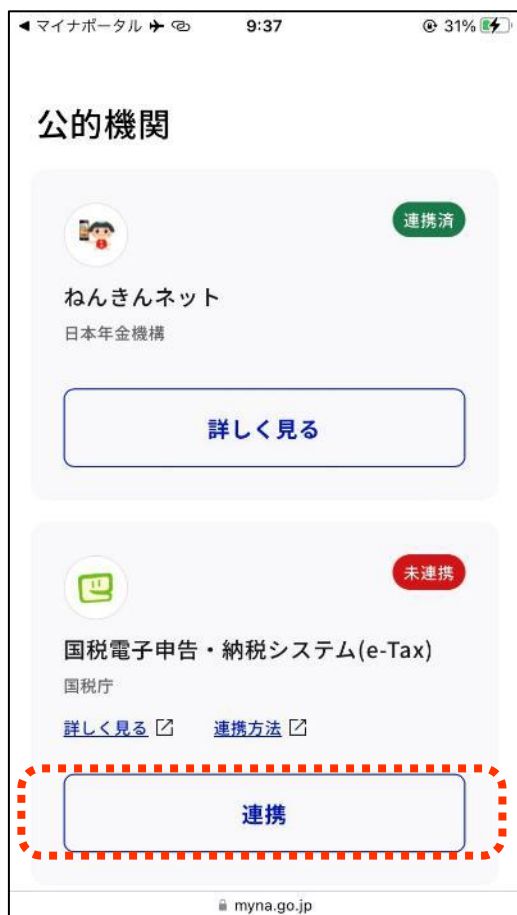 ◀ マイナポータル 9:37 31%
公的機関
連携済
ねんきんネット
日本年金機構
詳しく見る
未連携
国税電子申告・納税システム(e-Tax)
国税庁
詳しく見る 連携方法
連携
myna.go.jp